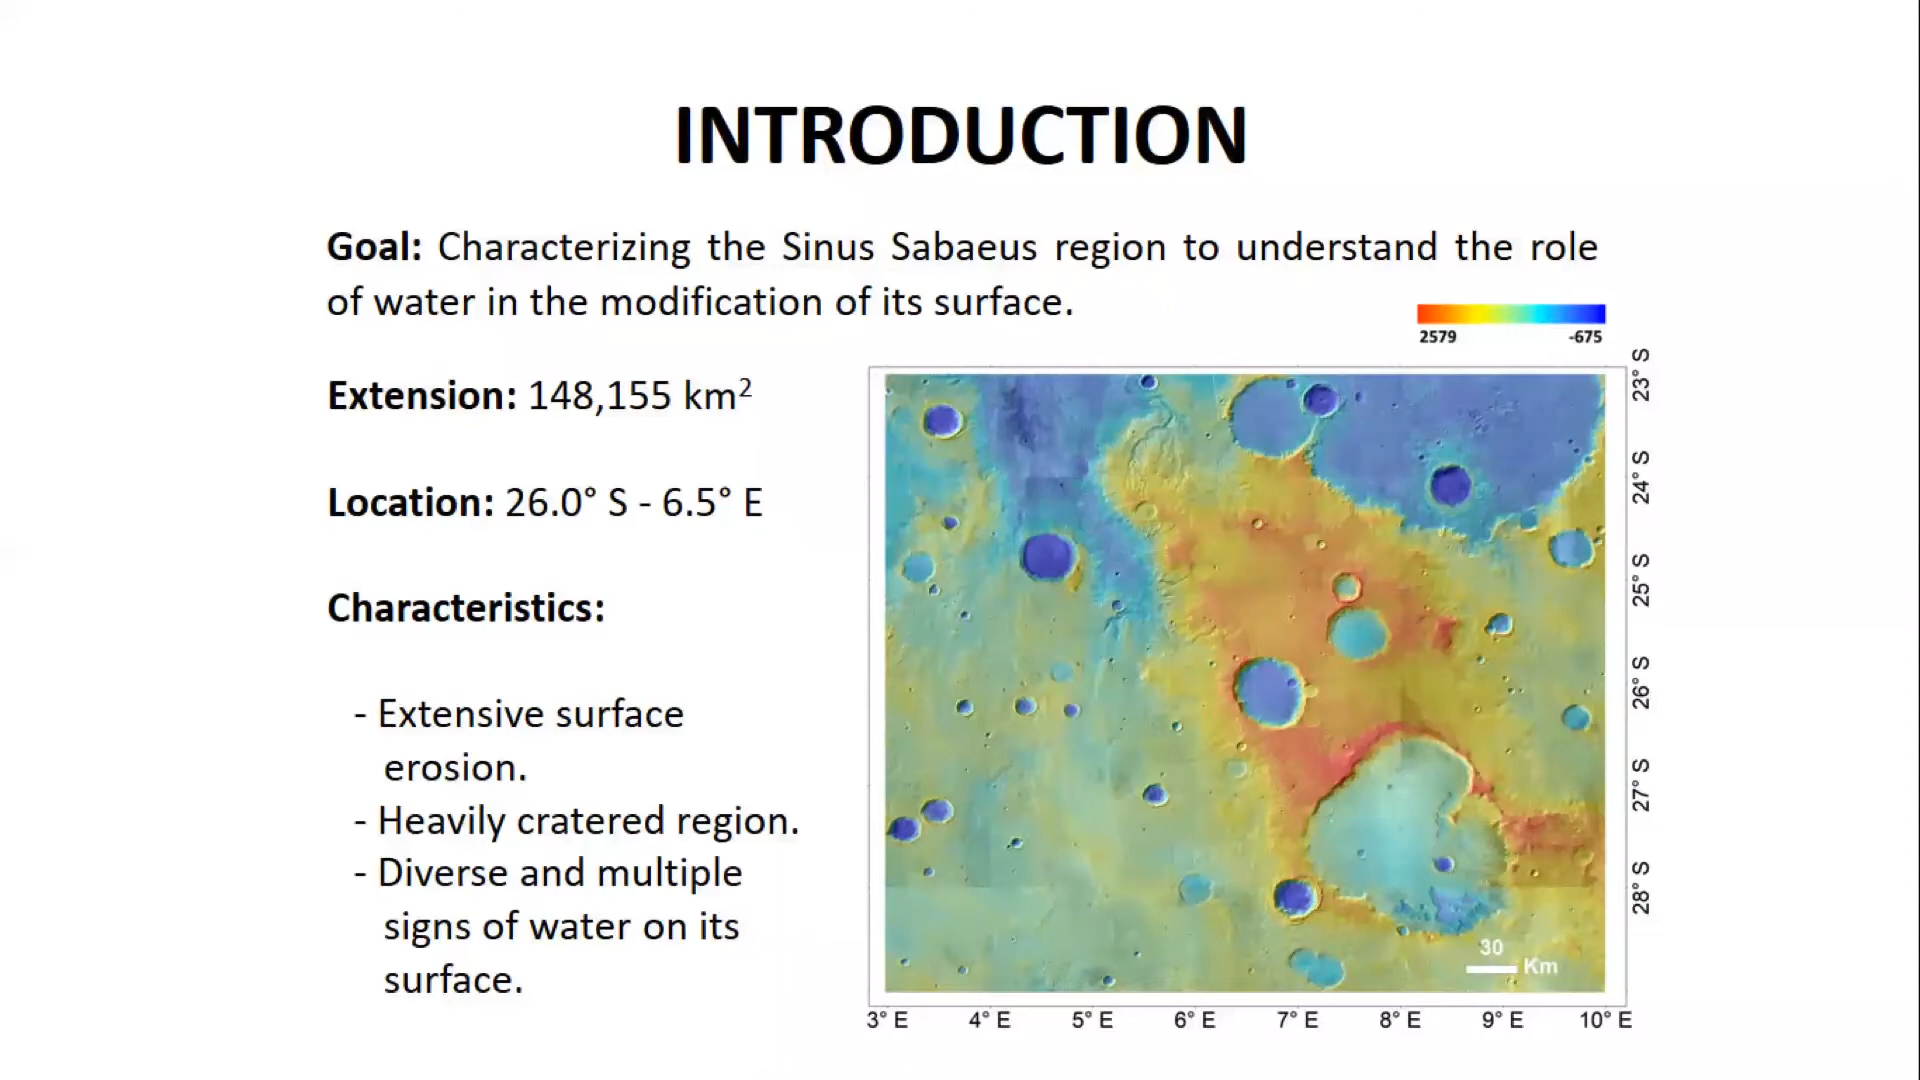 INTRODUCTION
Goal: Characterizing the Sinus Sabaeus region to understand the role
of water in the modification of its surface.
2579 -675
Extension: 148,155 km²
Location: 26.0° S - 6.5° E
Characteristics:
- Extensive surface
erosion.
- Heavily cratered region.
- Diverse and multiple
signs of water on its
surface.
23° S
24° S
25° S
26° S
27° S
28° S
30
Km
3° E 4° E 5° E 6° E 7° E 8° E 9° E 10° E